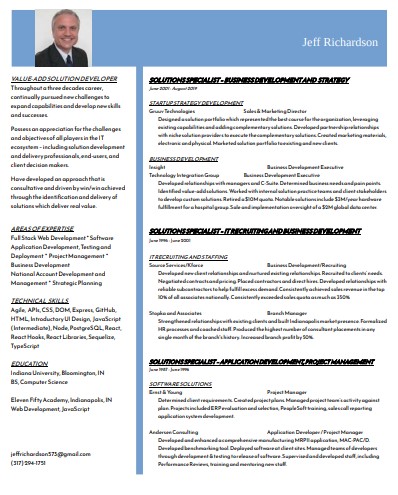 Jeff Richardson
VALUE-ADD SOLUTION DEVELOPER
Throughout a three decades career,
continually pursued new challenges to
expand capabilities and develop new skills
and successes.
Possess an appreciation for the challenges
and objectives of all players in the IT
ecosystem - including solution development
and delivery professionals, end-users, and
client decision makers.
Have developed an approach that is
consultative and driven by win/win achieved
through the identification and delivery of
solutions which deliver real value.
AREAS OF EXPERTISE
Full Stack Web Development * Software
Application Development, Testing and
Deployment * Project Management *
Business Development
National Account Development and
Management * Strategic Planning
TECHNICAL SKILLS
Agile, APIs, CSS, DOM, Express, GitHub,
HTML, Introductory UI Design, JavaScript
(Intermediate), Node, PostgreSQL, React,
React Hooks, React Libraries, Sequelize,
TypeScript
EDUCATION
Indiana University, Bloomington, IN
BS, Computer Science
Eleven Fifty Academy, Indianapolis, IN
Web Development, JavaScript
jeffrichardson573@gmail.com
(317) 294-1751
SOLUTIONS SPECIALIST - BUSINESS DEVELOPMENT AND STRATEGY
June 2001 - August 2019
STARTUP STRATEGY DEVELOPMENT
Gruuv Technologies Sales & Marketing Director
Designed a solution portfolio which represented the best course for the organization, leveraging
existing capabilities and adding complementary solutions. Developed partnership relationships
with niche solution providers to execute the complementary solutions. Created marketing materials,
electronic and physical. Marketed solution portfolio to existing and new clients.
BUSINESS DEVELOPMENT
Insight Business Development Executive
Technology Integration Group Business Development Executive
Developed relationships with managers and C-Suite. Determined business needs and pain points.
Identified value-add solutions. Worked with internal solution practice teams and client stakeholders
to develop custom solutions. Retired a $10M quota. Notable solutions include $3M/year hardware
fulfillment for a hospital group. Sale and implementation oversight of a $2M global data center.
SOLUTIONS SPECIALIST - IT RECRUITING AND BUSINESS DEVELOPMENT
June 1996 - June 2001
IT RECRUITING AND STAFFING
Source Services/Kforce Business Development/Recruiting
Developed new client relationships and nurtured existing relationships. Recruited to clients' needs.
Negotiated contracts and pricing. Placed contractors and direct hires. Developed relationships with
reliable subcontractors to help fulfill excess demand. Consistently achieved sales revenue in the top
10% of all associates nationally. Consistently exceeded sales quota as much as 350%.
Stopka and Associates Branch Manager
Strengthened relationships with existing clients and built Indianapolis market presence. Formalized
HR processes and coached staff. Produced the highest number of consultant placements in any
single month of the branch's history. Increased branch profit by 50%.
SOLUTIONS SPECIALIST - APPLICATION DEVELOPMENT, PROJECT MANAGEMENT
June 1987 - June 1996
SOFTWARE SOLUTIONS
Ernst & Young Project Manager
Determined client requirements. Created project plans. Managed project team's activity against
plan. Projects included ERP evaluation and selection, PeopleSoft training, sales call reporting
application system development
Andersen Consulting Application Developer / Project Manager
Developed and enhanced a comprehensive manufacturing MRPII application, MAC-PAC/D.
Developed benchmarking tool. Deployed software at client sites. Managed teams of developers
through development & testing to release of software. Supervised and developed staff, including
Performance Reviews, training and mentoring new staff.